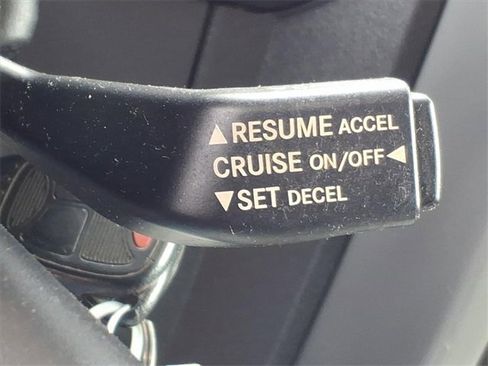 ▲RESUME ACCEL
CRUISE ON/OFF◀
▼SET DECEL